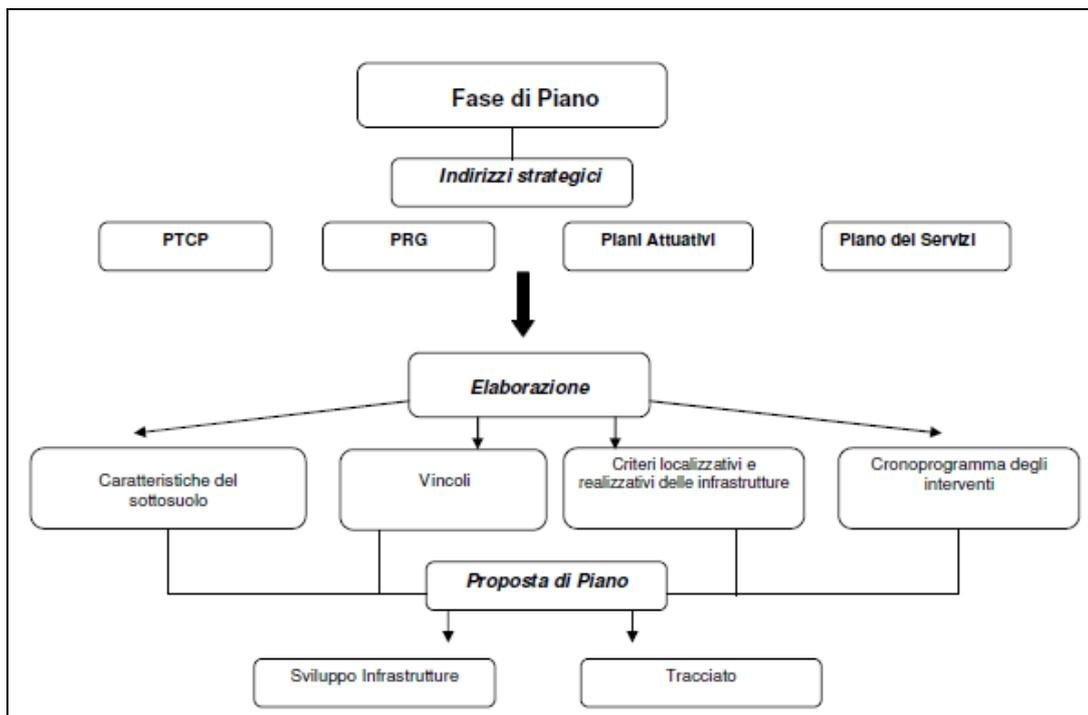 Fase di Piano
Indirizzi strategici
PTCP
PRG
Piani Attuativi
Piano dei Servizi
Elaborazione
Caratteristiche del
sottosuolo
Vincoli
Criteri localizzativi e
realizzativi delle infrastrutture
Cronoprogramma degli
interventi
Proposta di Piano
Sviluppo Infrastrutture
Tracciato